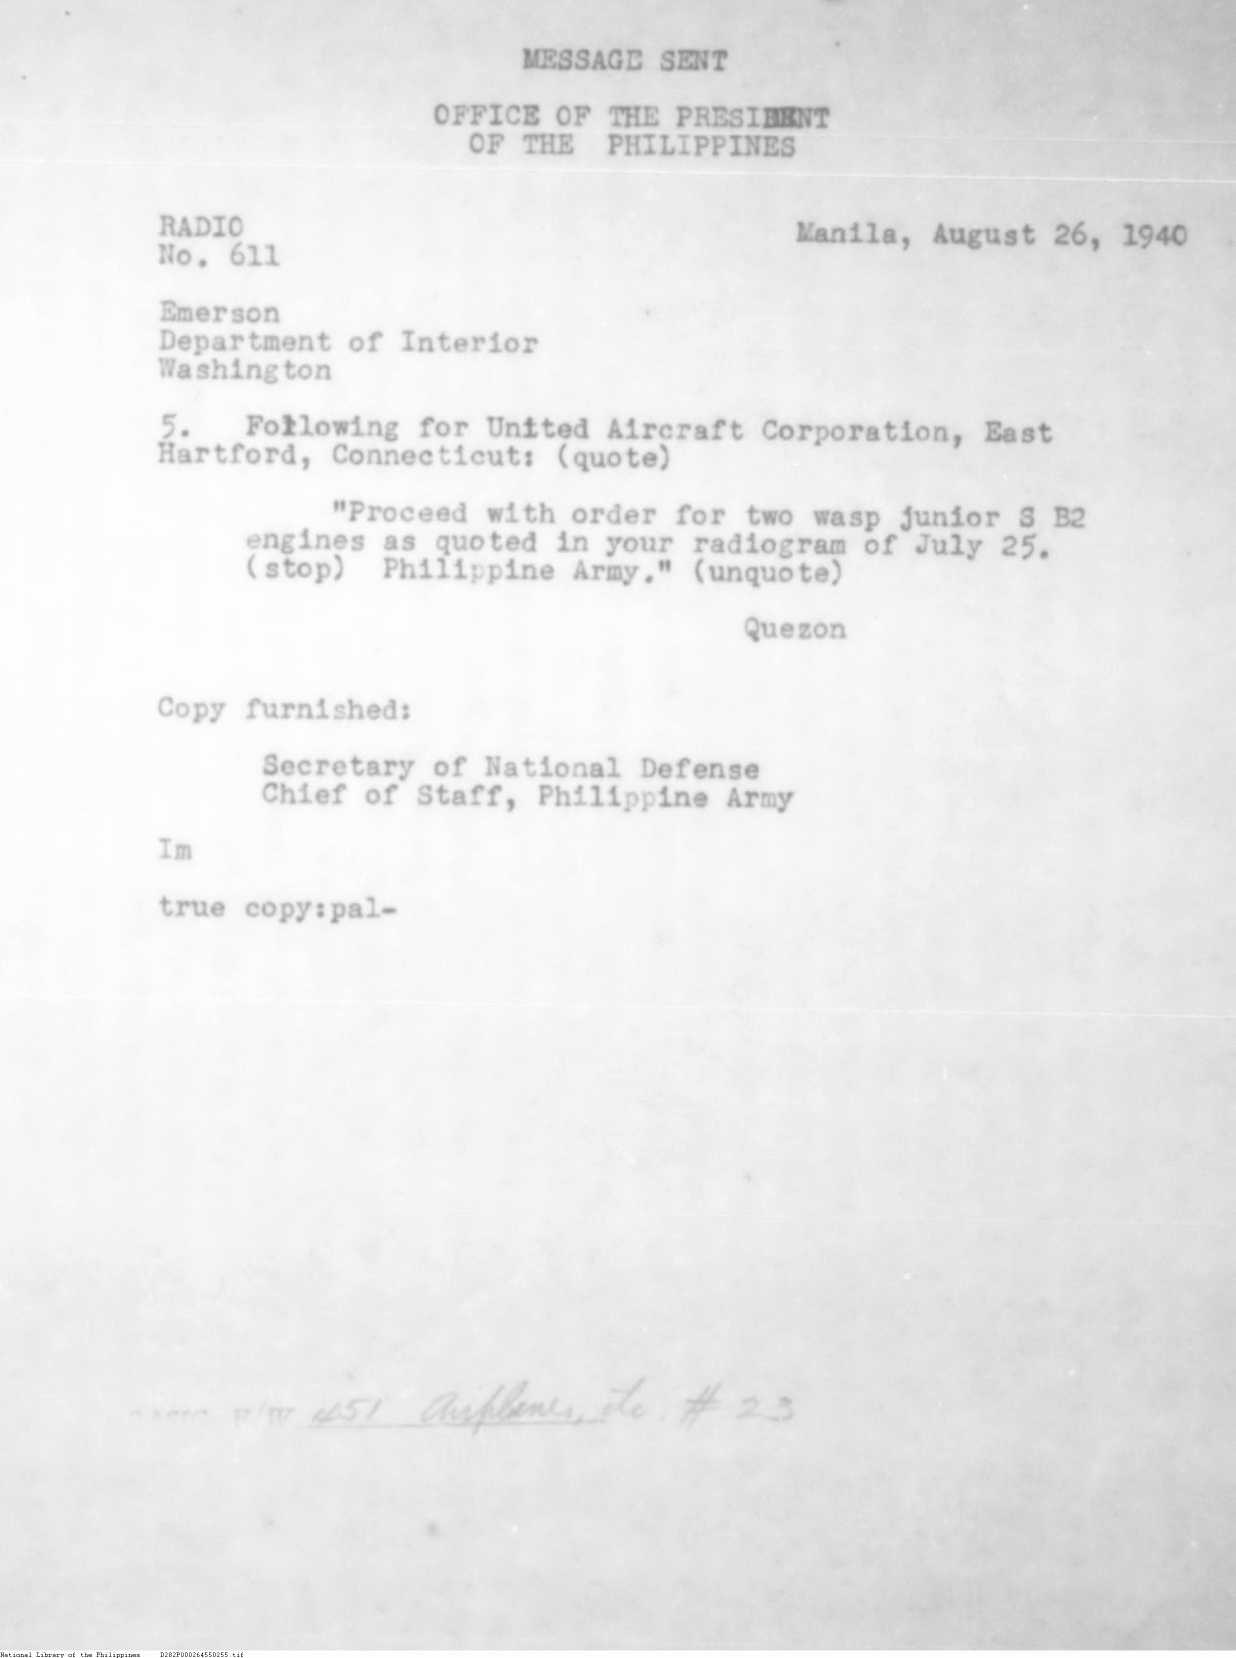 MESSAGE SENT
OFFICE OF THE PRESIDENT
OF THE PHILIPPINES
RADIO
No. 611
Manila, August 26, 1940
Emerson
Department of Interior
Washington
5. Following for United Aircraft Corporation, East
Hartford, Connecticut: (quote)
"Proceed with order for two wasp junior S B2
engines as quoted in your radiogram of July 25.
(stop) Philippine Army." (unquote)
Quezon
Copy furnished:
Secretary of National Defense
Chief of Staff, Philippine Army
Im
true copy:pal-
451 Airplanes, etc. # 23
National Library of the Philippines D282P000264550255.tif